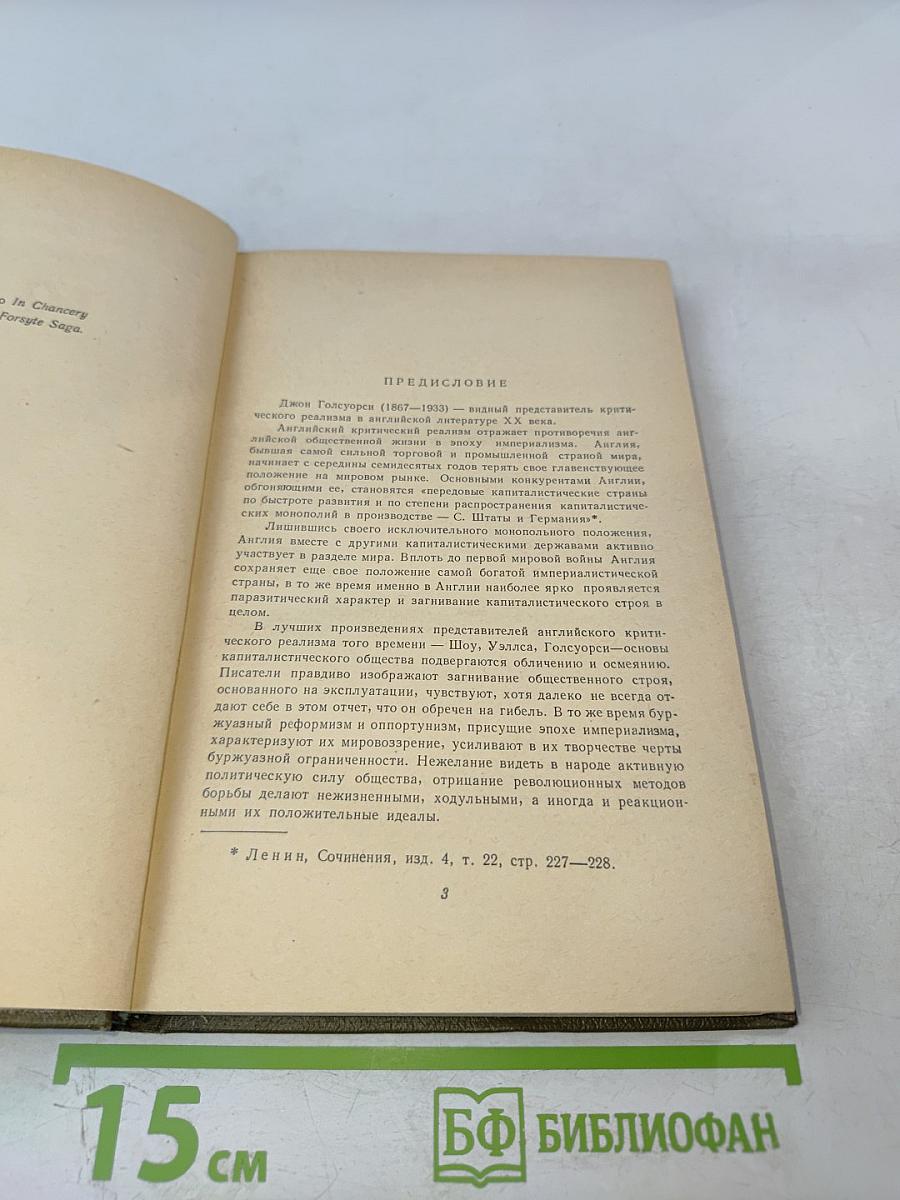 o In Chancery
Forsyte Saga.
ПРЕДИСЛОВИЕ
Джон Голсуорси (1867—1933) — видный представитель крити-
ческого реализма в английской литературе XX века.
Английский критический реализм отражает противоречия анг-
лийской общественной жизни в эпоху империализма. Англия,
бывшая самой сильной торговой и промышленной страной мира,
начинает с середины семидесятых годов терять свое главенствующее
положение на мировом рынке. Основными конкурентами Англии,
обгоняющими ее, становятся «передовые капиталистические страны
по быстроте развития и по степени распространения капиталистиче-
ских монополий в производстве — С. Штаты и Германия»*.
Лишившись своего исключительного монопольного положения,
Англия вместе с другими капиталистическими державами активно
участвует в разделе мира. Вплоть до первой мировой войны Англия
сохраняет еще свое положение самой богатой империалистической
страны, в то же время именно в Англии наиболее ярко проявляется
паразитический характер и загнивание капиталистического строя в
целом.
В лучших произведениях представителей английского крити-
ческого реализма того времени — Шоу, Уэллса, Голсуорси—основы
капиталистического общества подвергаются обличению и осмеянию.
Писатели правдиво изображают загнивание общественного строя,
основанного на эксплуатации, чувствуют, хотя далеко не всегда от-
дают себе в этом отчет, что он обречен на гибель. В то же время бур-
жуазный реформизм и оппортунизм, присущие эпохе империализма,
характеризуют их мировоззрение, усиливают в их творчестве черты
буржуазной ограниченности. Нежелание видеть в народе активную
политическую силу общества, отрицание революционных методов
борьбы делают нежизненными, ходульными, а иногда и реакцион-
ными их положительные идеалы.
* Ленин, Сочинения, изд. 4, т. 22, стр. 227—228.
3
15 см
БФ БИБЛИОФАН